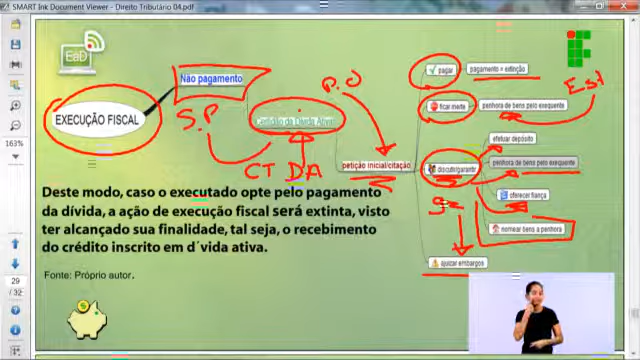 SMART Ink Document Viewer - Direito Tributário 04.pdf
EaD
Não pagamento
P.O
Est
pagar
pagamento = extinção
ficar inerte
penhora de bens pelo exequente
EXECUÇÃO FISCAL
S.P
Certidão da Dívida Ativa
efetuar depósito
petição inicial/citação
discutir/garantir
penhora de bens pelo exequente
CT DA
oferecer fiança
nomear bens a penhora
ajuizar embargos
163%
Deste modo, caso o executado opte pelo pagamento
da dívida, a ação de execução fiscal será extinta, visto
ter alcançado sua finalidade, tal seja, o recebimento
do crédito inscrito em d´vida ativa.
Fonte: Próprio autor.
29
/ 32